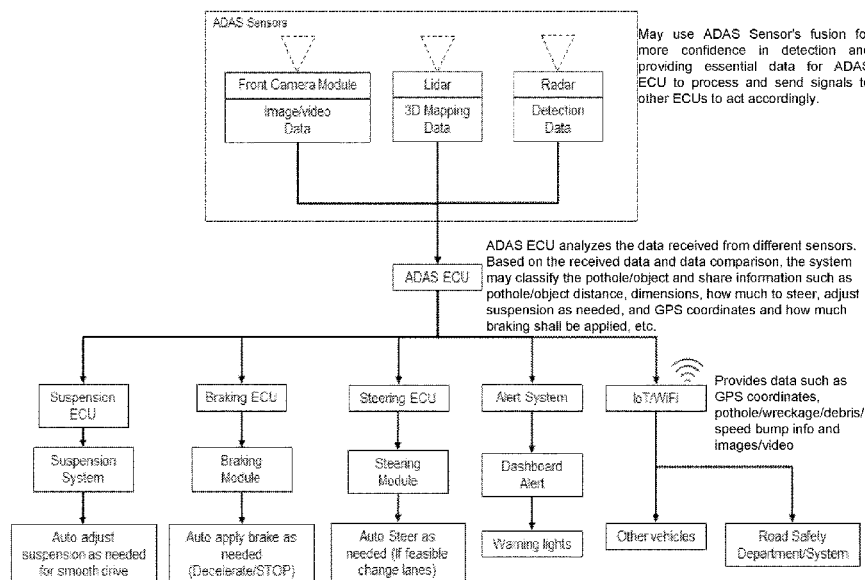 ADAS Sensors
May use ADAS Sensor's fusion fo
more confidence in detection and
providing essential data for ADAS
ECU to process and send signals to
other ECUs to act accordingly.
Front Camera Module
Image/video
Data
Lidar
3D Mapping
Data
Radar
Detection
Data
ADAS ECU
ADAS ECU analyzes the data received from different sensors.
Based on the received data and data comparison, the system
may classify the pothole/object and share information such as
pothole/object distance, dimensions, how much to steer, adjust
suspension as needed, and GPS coordinates and how much
braking shall be applied, etc.
Suspension
ECU
Braking ECU
Steering ECU
Alert System
IoT/WiFi
Provides data such as
GPS coordinates,
pothole/wreckage/debris/
speed bump info and
images/video
Suspension
System
Braking
Module
Steering
Module
Dashboard
Alert
Auto adjust
suspension as needed
for smooth drive
Auto apply brake as
needed
(Decelerate/STOP)
Auto Steer as
needed (If feasible
change lanes)
Warning lights
Other vehicles
Road Safety
Department/System